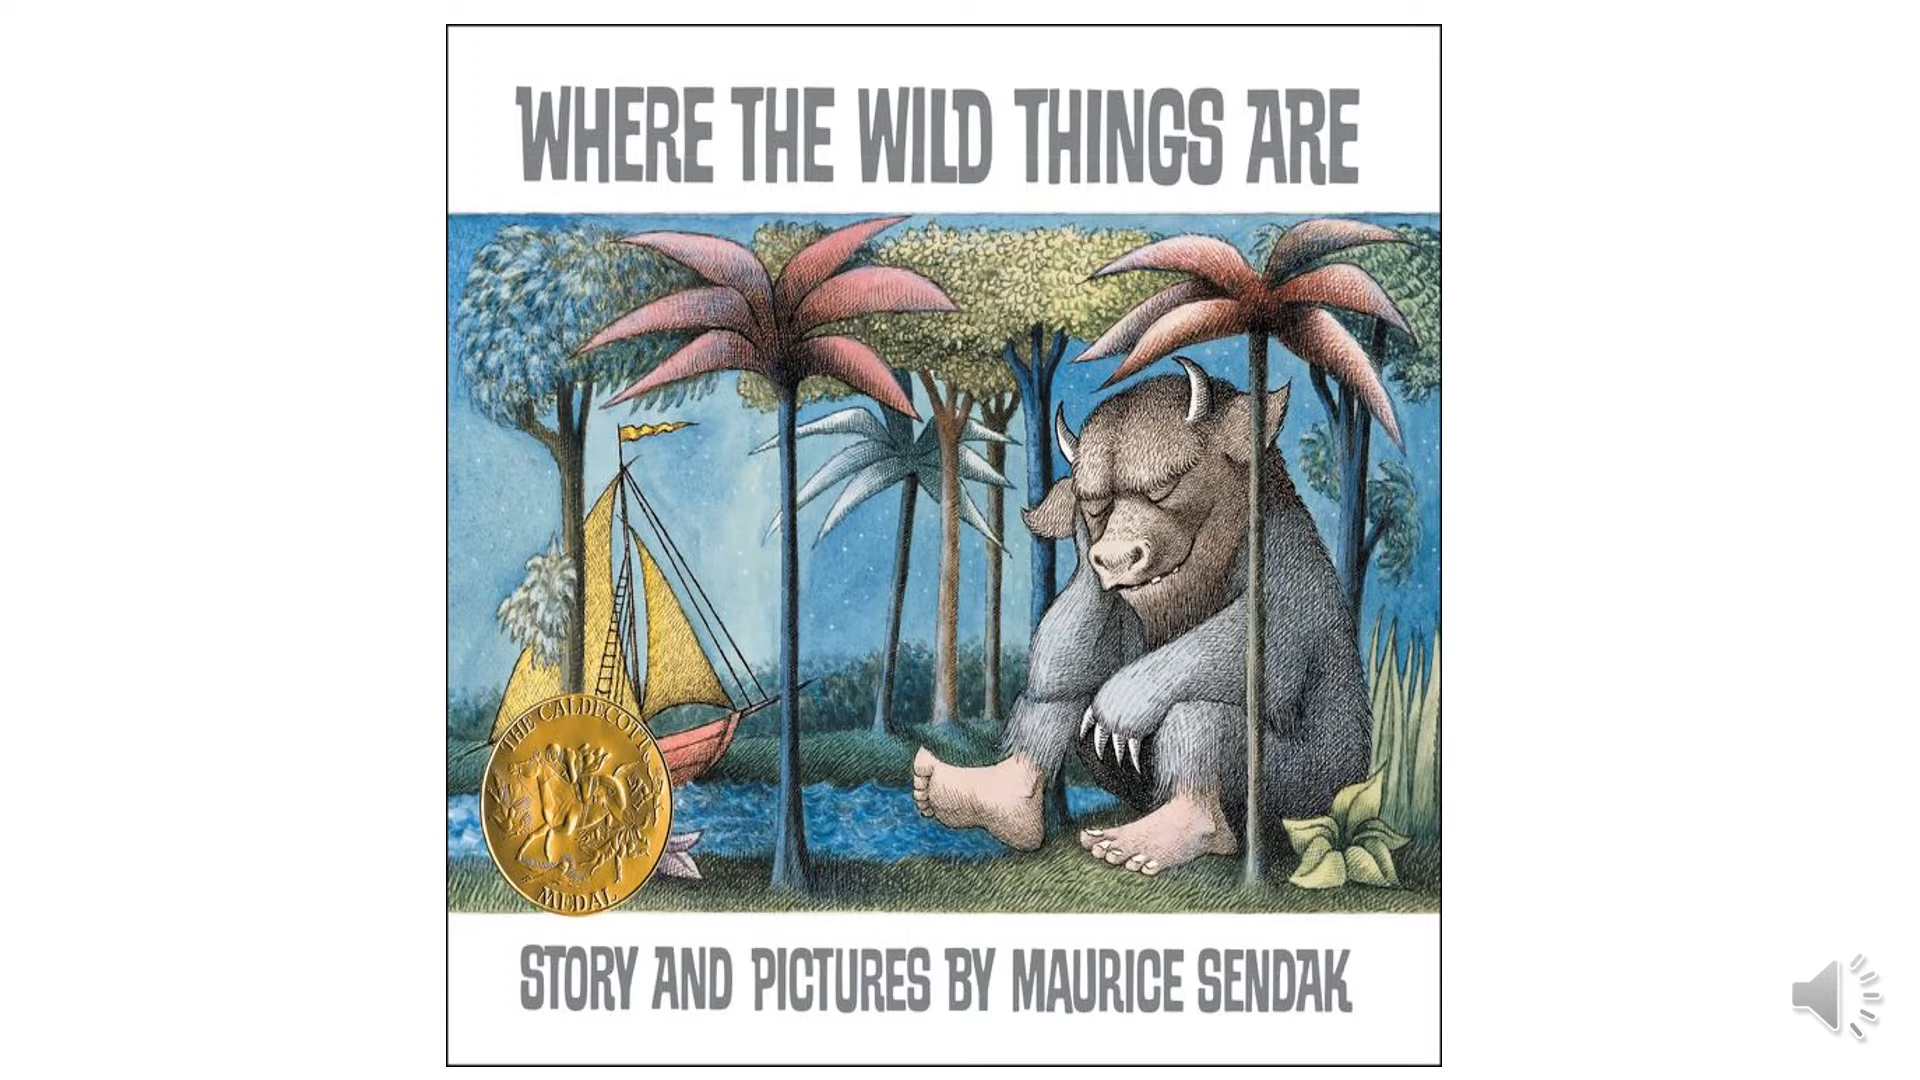 WHERE THE WILD THINGS ARE
THE CALDECOTT
MEDAL
STORY AND PICTURES BY MAURICE SENDAK